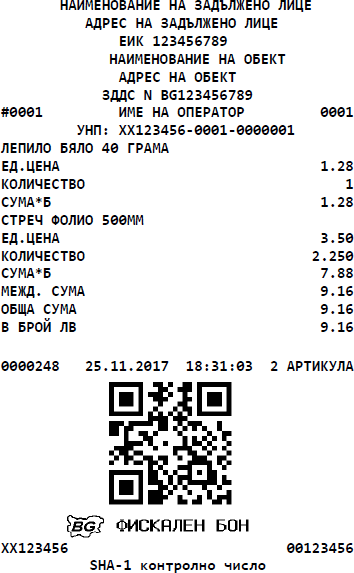 НАИМЕНОВАНИЕ НА ЗАДЪЛЖЕНО ЛИЦЕ
АДРЕС НА ЗАДЪЛЖЕНО ЛИЦЕ
ЕИК 123456789
НАИМЕНОВАНИЕ НА ОБЕКТ
АДРЕС НА ОБЕКТ
ЗДДС N BG123456789
#0001 ИМЕ НА ОПЕРАТОР 0001
УНП: XX123456-0001-0000001
ЛЕПИЛО БЯЛО 40 ГРАМА
ЕД.ЦЕНА 1.28
КОЛИЧЕСТВО 1
СУМА*Б 1.28
СТРЕЧ ФОЛИО 500ММ
ЕД.ЦЕНА 3.50
КОЛИЧЕСТВО 2.250
СУМА*Б 7.88
МЕЖД. СУМА 9.16
ОБЩА СУМА 9.16
В БРОЙ ЛВ 9.16
0000248 25.11.2017 18:31:03 2 АРТИКУЛА
BG ФИСКАЛЕН БОН
XX123456 00123456
SHA-1 контролно число